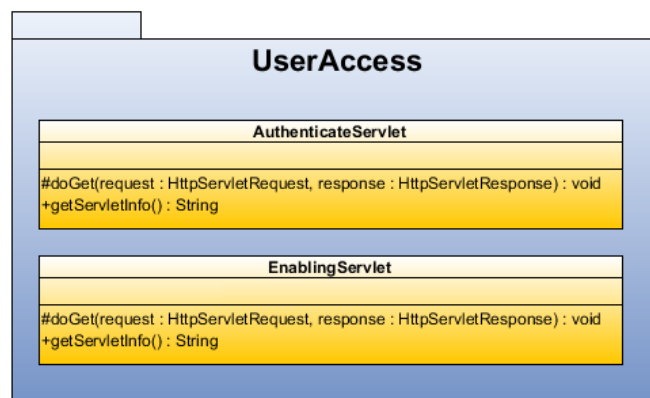 UserAccess
AuthenticateServlet
#doGet(request : HttpServletRequest, response : HttpServletResponse) : void
+getServletInfo() : String
EnablingServlet
#doGet(request : HttpServletRequest, response : HttpServletResponse) : void
+getServletInfo() : String